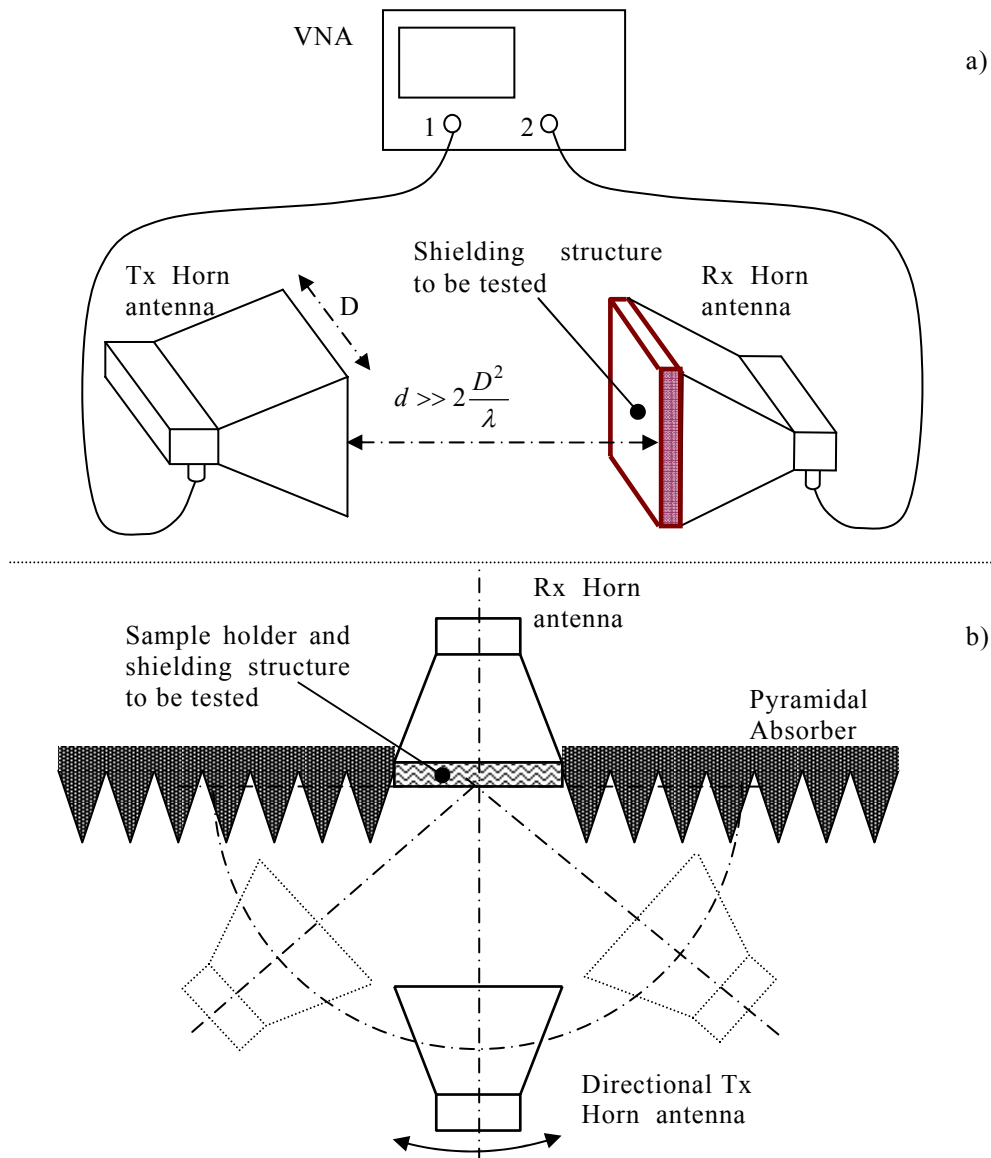 VNA
a)
1
2
Shielding structure
to be tested
Tx Horn
antenna
Rx Horn
antenna
D
d >> 2 D² / λ
Rx Horn
antenna
b)
Sample holder and
shielding structure
to be tested
Pyramidal
Absorber
Directional Tx
Horn antenna